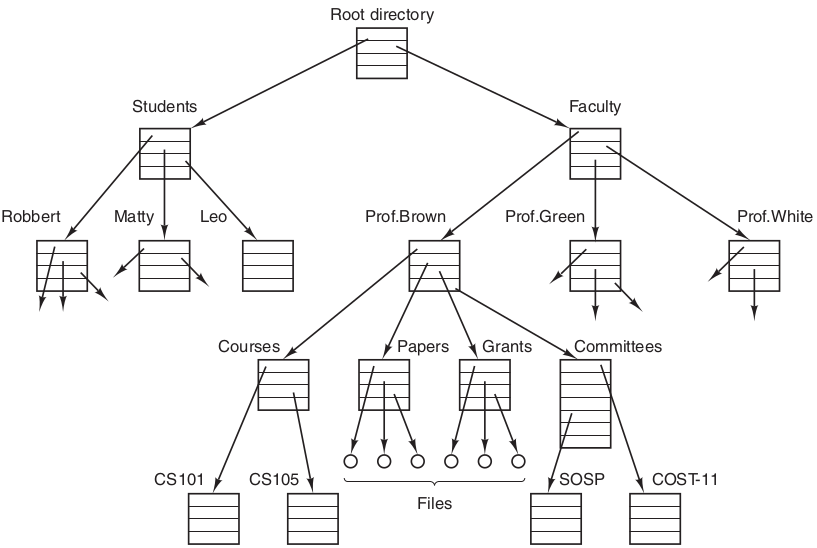 Root directory
Students
Faculty
Robbert
Matty
Leo
Prof.Brown
Prof.Green
Prof.White
Courses
Papers
Grants
Committees
CS101
CS105
SOSP
COST-11
Files